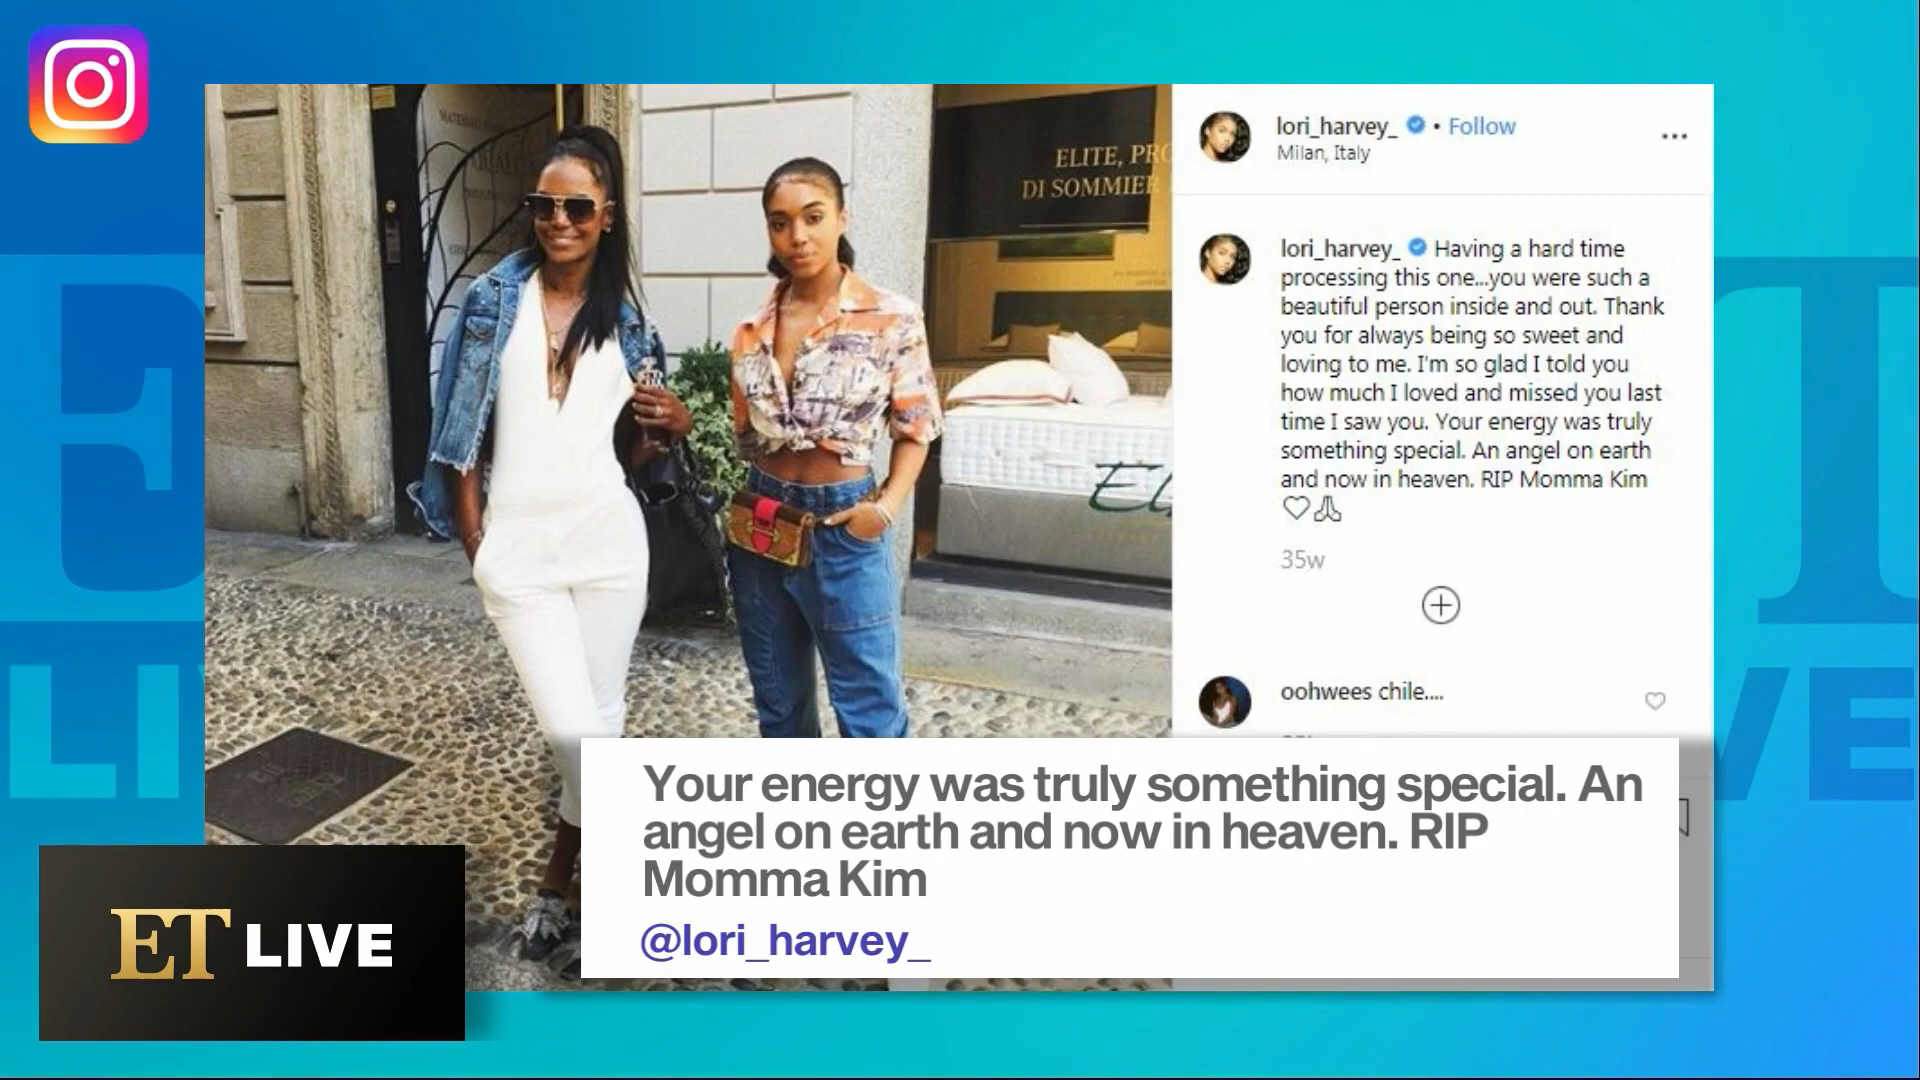 ELITE, PRO
DI SOMMIER
El
lori_harvey_ • Follow
Milan, Italy
lori_harvey_ Having a hard time
processing this one...you were such a
beautiful person inside and out. Thank
you for always being so sweet and
loving to me. I'm so glad I told you
how much I loved and missed you last
time I saw you. Your energy was truly
something special. An angel on earth
and now in heaven. RIP Momma Kim
35w
oohwees chile....
Your energy was truly something special. An
angel on earth and now in heaven. RIP
Momma Kim
@lori_harvey_
ET LIVE